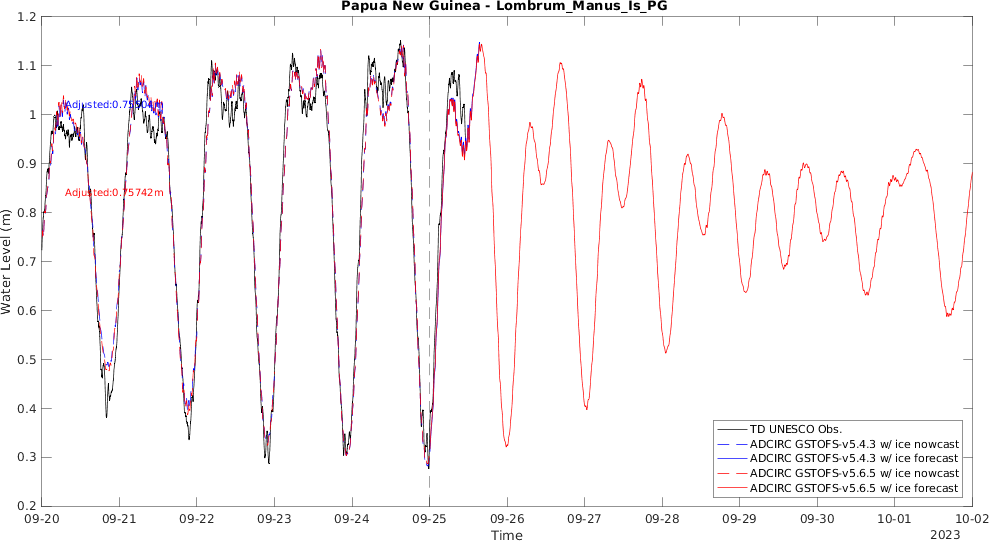 Papua New Guinea - Lombrum_Manus_Is_PG
1.2
1.1
1
0.9
0.8
0.7
0.6
0.5
0.4
0.3
0.2
Water Level (m)
Adjusted:0.75742m
TD UNESCO Obs.
ADCIRC GSTOFS-v5.4.3 w/ ice nowcast
ADCIRC GSTOFS-v5.4.3 w/ ice forecast
ADCIRC GSTOFS-v5.6.5 w/ ice nowcast
ADCIRC GSTOFS-v5.6.5 w/ ice forecast
09-20 09-21 09-22 09-23 09-24 09-25 09-26 09-27 09-28 09-29 09-30 10-01 10-02
Time
2023